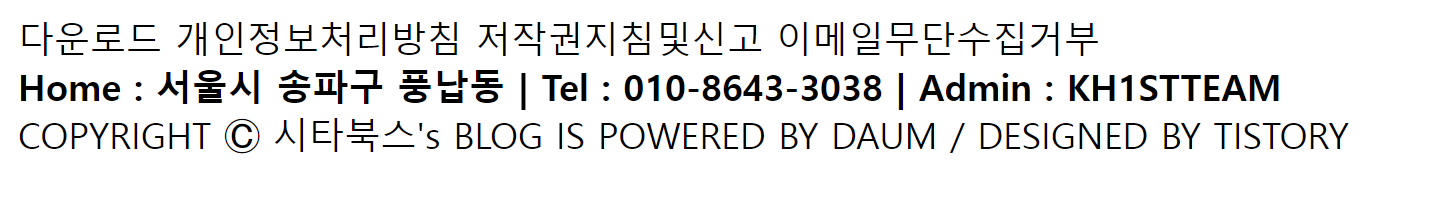 다운로드 개인정보처리방침 저작권지침및신고 이메일무단수집거부
Home : 서울시 송파구 풍납동 | Tel : 010-8643-3038 | Admin : KH1STTEAM
COPYRIGHT Ⓒ 시타북스's BLOG IS POWERED BY DAUM / DESIGNED BY TISTORY